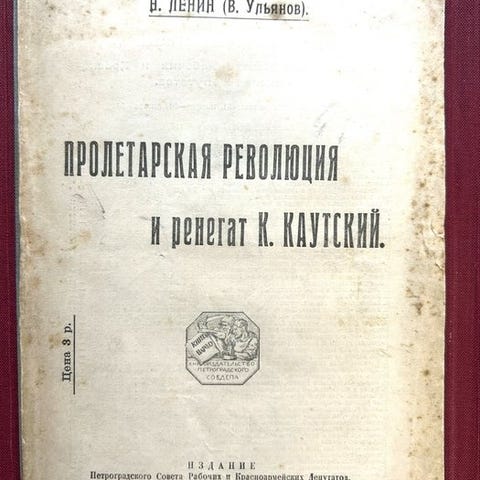 Н. ЛЕНИН (В. Ульянов).
ПРОЛЕТАРСКАЯ РЕВОЛЮЦИЯ
и ренегат К. КАУТСКИЙ.
Цена 3 р.
КНИГОИЗДАТЕЛЬСТВО
ПЕТРОГРАДСКОГО
СОВДЕПА
ИЗДАНИЕ
Петроградского Совета Рабочих и Красноармейских Депутатов.